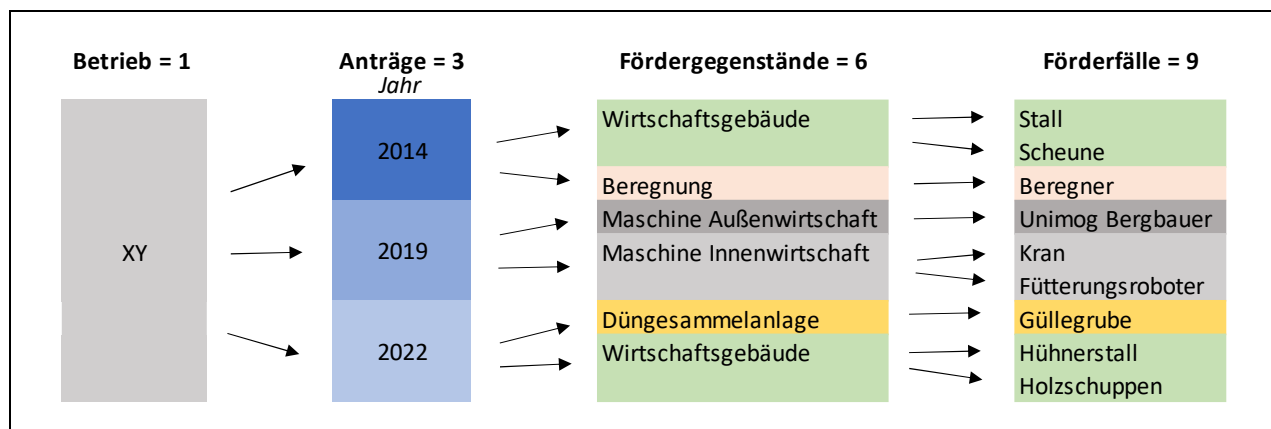 Betrieb = 1
Anträge = 3
Jahr
Fördergegenstände = 6
Förderfälle = 9
XY
2014
2019
2022
Wirtschaftsgebäude
Beregnung
Maschine Außenwirtschaft
Maschine Innenwirtschaft
Düngesammelanlage
Wirtschaftsgebäude
Stall
Scheune
Beregner
Unimog Bergbauer
Kran
Fütterungsroboter
Güllegrube
Hühnerstall
Holzschuppen